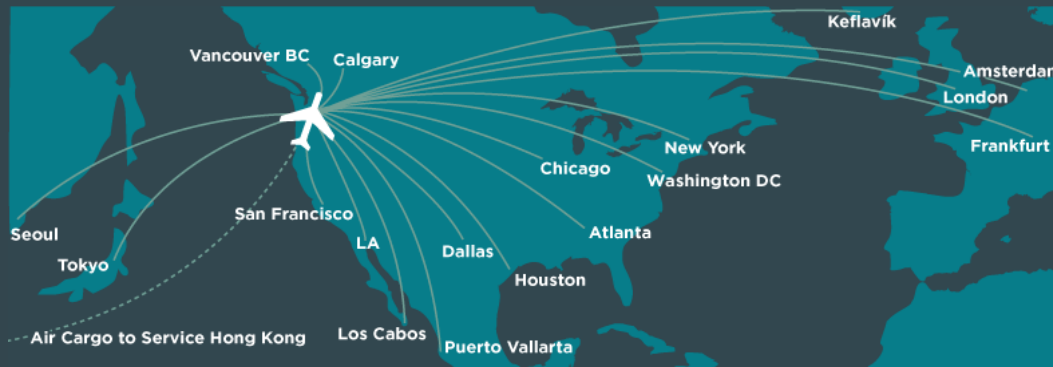 Keflavík
Vancouver BC
Calgary
Amsterdam
London
New York
Frankfurt
Chicago
Washington DC
San Francisco
Seoul
Atlanta
LA
Dallas
Tokyo
Houston
Air Cargo to Service Hong Kong
Los Cabos
Puerto Vallarta